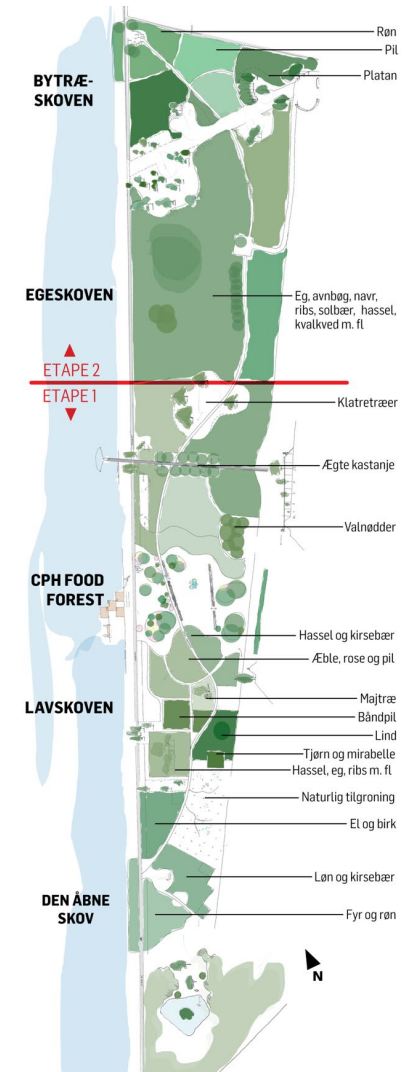 Røn
Pil
Platan
BYTRÆ-
SKOVEN
EGESKOVEN
Eg, avnbøg, navr,
ribs, solbær, hassel,
kvalkved m. fl
ETAPE 2
ETAPE 1
Klatretræer
Ægte kastanje
Valnødder
CPH FOOD
FOREST
Hassel og kirsebær
Æble, rose og pil
LAVSKOVEN
Majtræ
Båndpil
Lind
Tjørn og mirabelle
Hassel, eg, ribs m. fl
Naturlig tilgroning
El og birk
Løn og kirsebær
DEN ÅBNE
SKOV
Fyr og røn
N